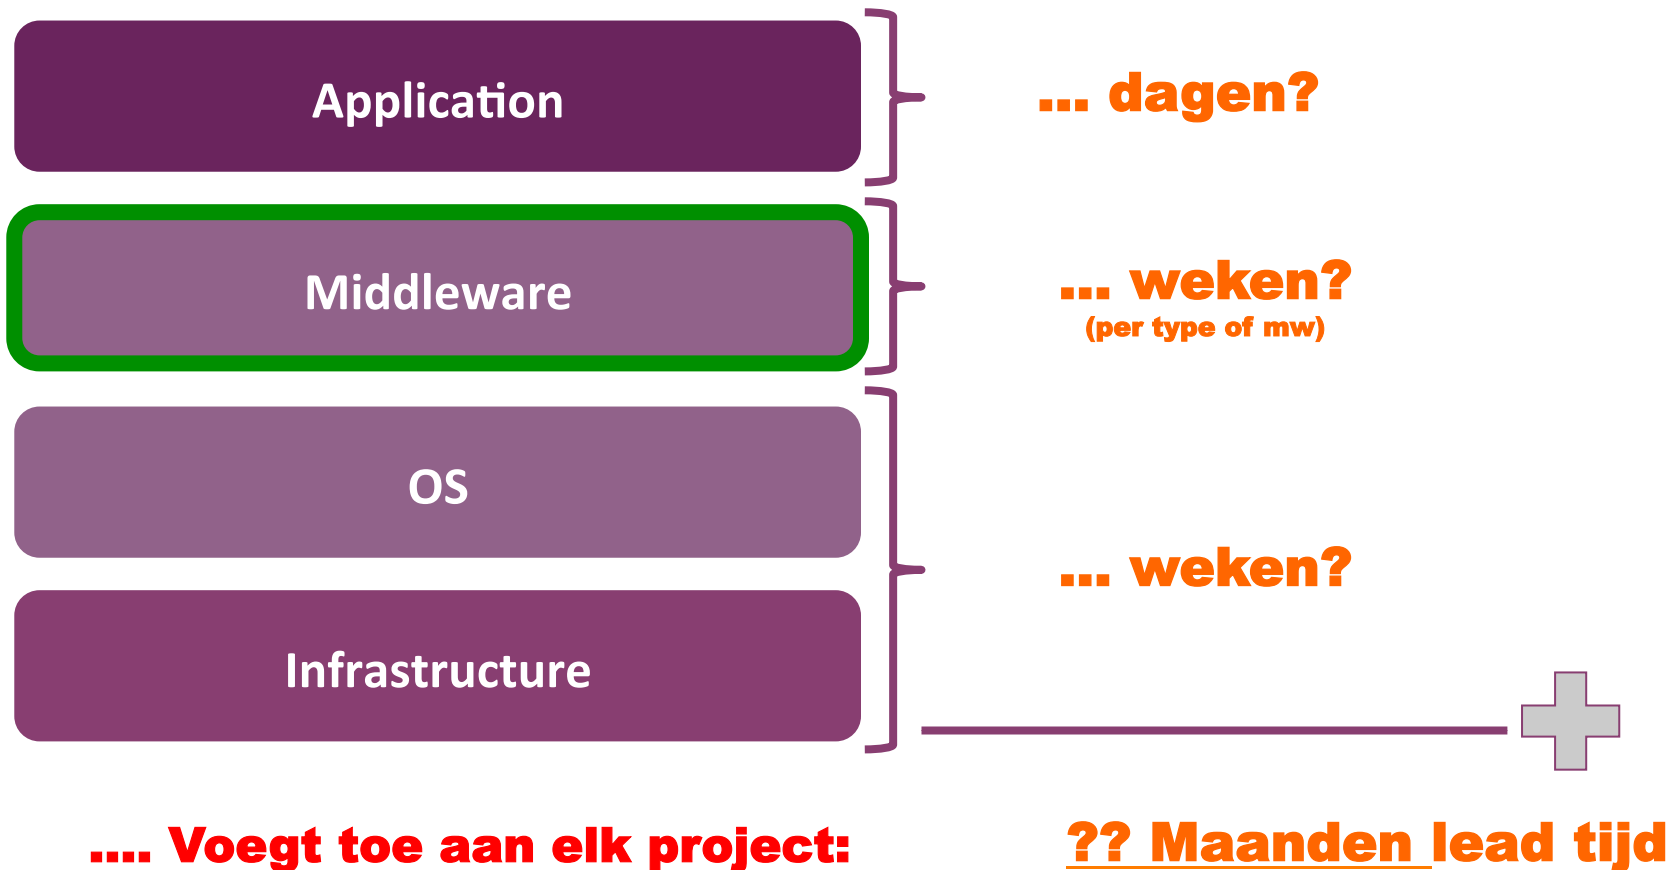 Application
... dagen?
Middleware
... weken?
(per type of mw)
OS
... weken?
Infrastructure
.... Voegt toe aan elk project:
?? Maanden lead tijd